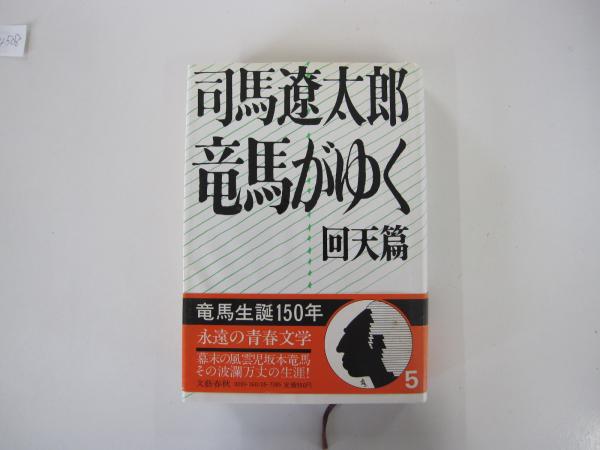 司馬遼太郎
竜馬がゆく
回天篇
竜馬生誕150年
永遠の青春文学
幕末の風雲児坂本竜馬
その波瀾万丈の生涯!
文藝春秋
5